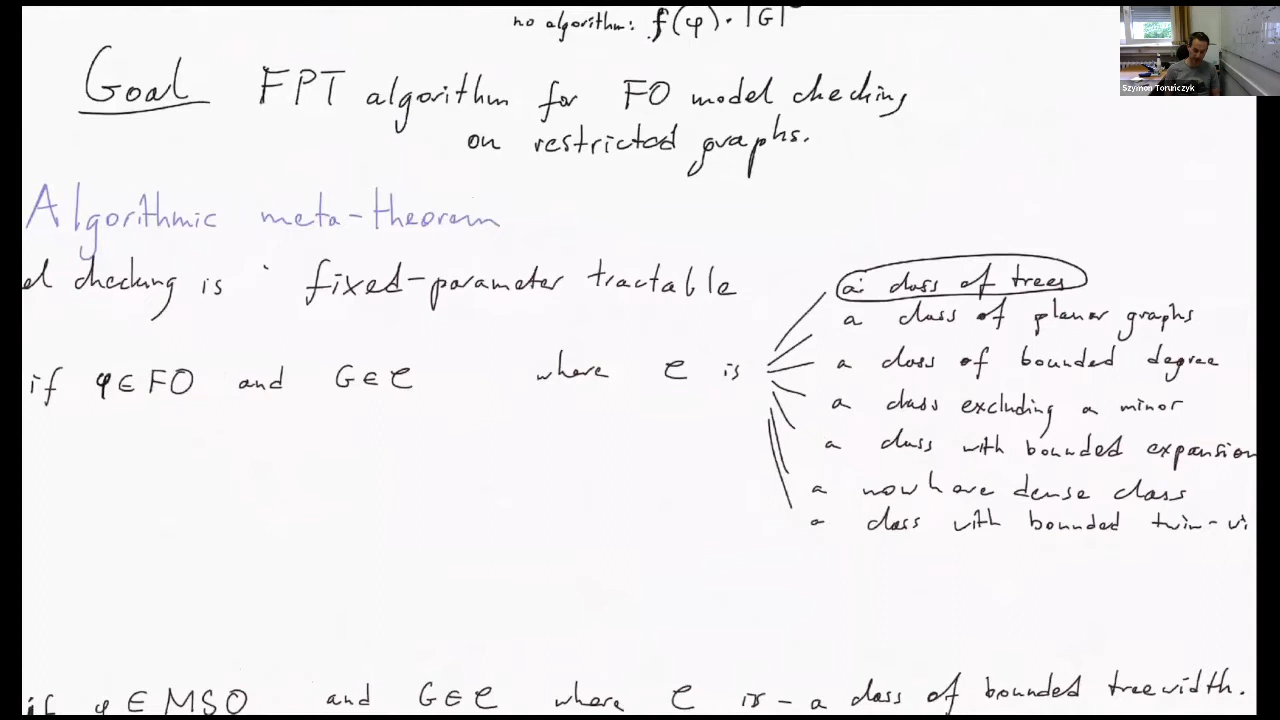 no algorithm: f(φ) · |G|
Szymon Toruńczyk
Goal FPT algorithm for FO model checking
on restricted graphs.
Algorithmic meta-theorem
el checking is fixed-parameter tractable
if φ ∈ FO and G ∈ C where C is
a class of trees
a class of planar graphs
a class of bounded degree
a class excluding a minor
a class with bounded expansion
a nowhere dense class
a class with bounded twin-wi
if φ ∈ MSO and G ∈ C where C is - a class of bounded treewidth.